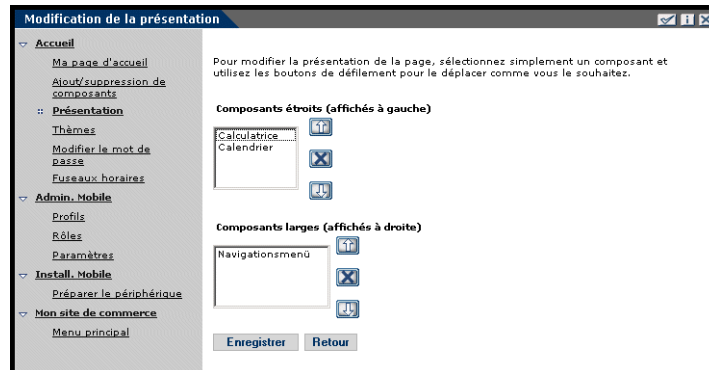 Modification de la présentation
Accueil
Ma page d'accueil
Ajout/suppression de
composants
Présentation
Thèmes
Modifier le mot de
passe
Fuseaux horaires
Admin. Mobile
Profils
Rôles
Paramètres
Install. Mobile
Préparer le périphérique
Mon site de commerce
Menu principal
Pour modifier la présentation de la page, sélectionnez simplement un composant et
utilisez les boutons de défilement pour le déplacer comme vous le souhaitez.
Composants étroits (affichés à gauche)
Calculatrice
Calendrier
Composants larges (affichés à droite)
Navigationsmenü
Enregistrer Retour